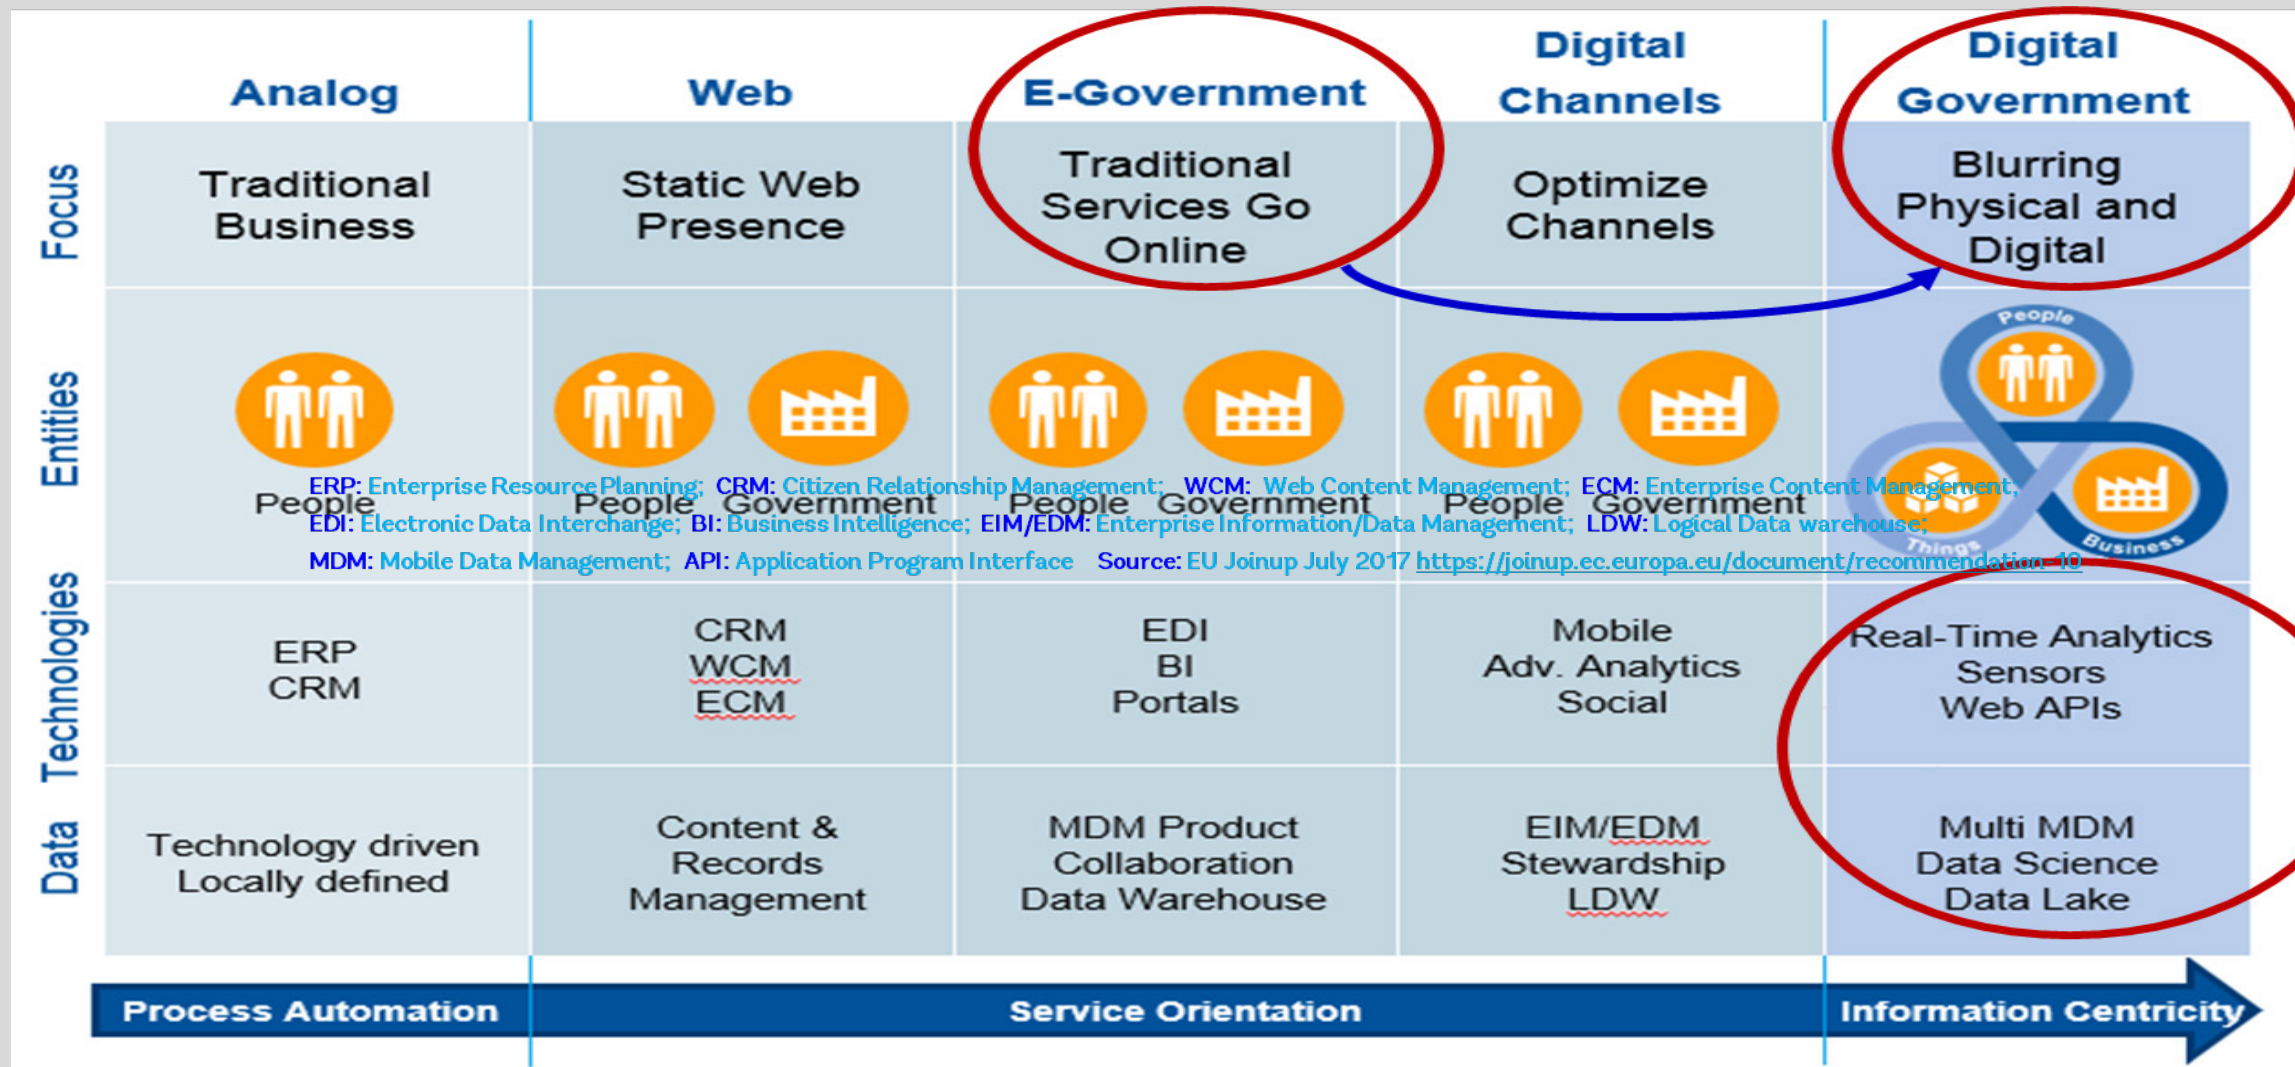 Analog
Web
E-Government
Digital
Channels
Digital
Government
Focus
Traditional
Business
Static Web
Presence
Traditional
Services Go
Online
Optimize
Channels
Blurring
Physical and
Digital
Entities
People
People Government
People Government
People Government
People
Things
Business
ERP: Enterprise Resource Planning; CRM: Citizen Relationship Management; WCM: Web Content Management; ECM: Enterprise Content Management;
EDI: Electronic Data Interchange; BI: Business Intelligence; EIM/EDM: Enterprise Information/Data Management; LDW: Logical Data warehouse;
MDM: Mobile Data Management; API: Application Program Interface Source: EU Joinup July 2017 https://joinup.ec.europa.eu/document/recommendation-10
Technologies
ERP
CRM
CRM
WCM
ECM
EDI
BI
Portals
Mobile
Adv. Analytics
Social
Real-Time Analytics
Sensors
Web APIs
Data
Technology driven
Locally defined
Content &
Records
Management
MDM Product
Collaboration
Data Warehouse
EIM/EDM
Stewardship
LDW
Multi MDM
Data Science
Data Lake
Process Automation
Service Orientation
Information Centricity